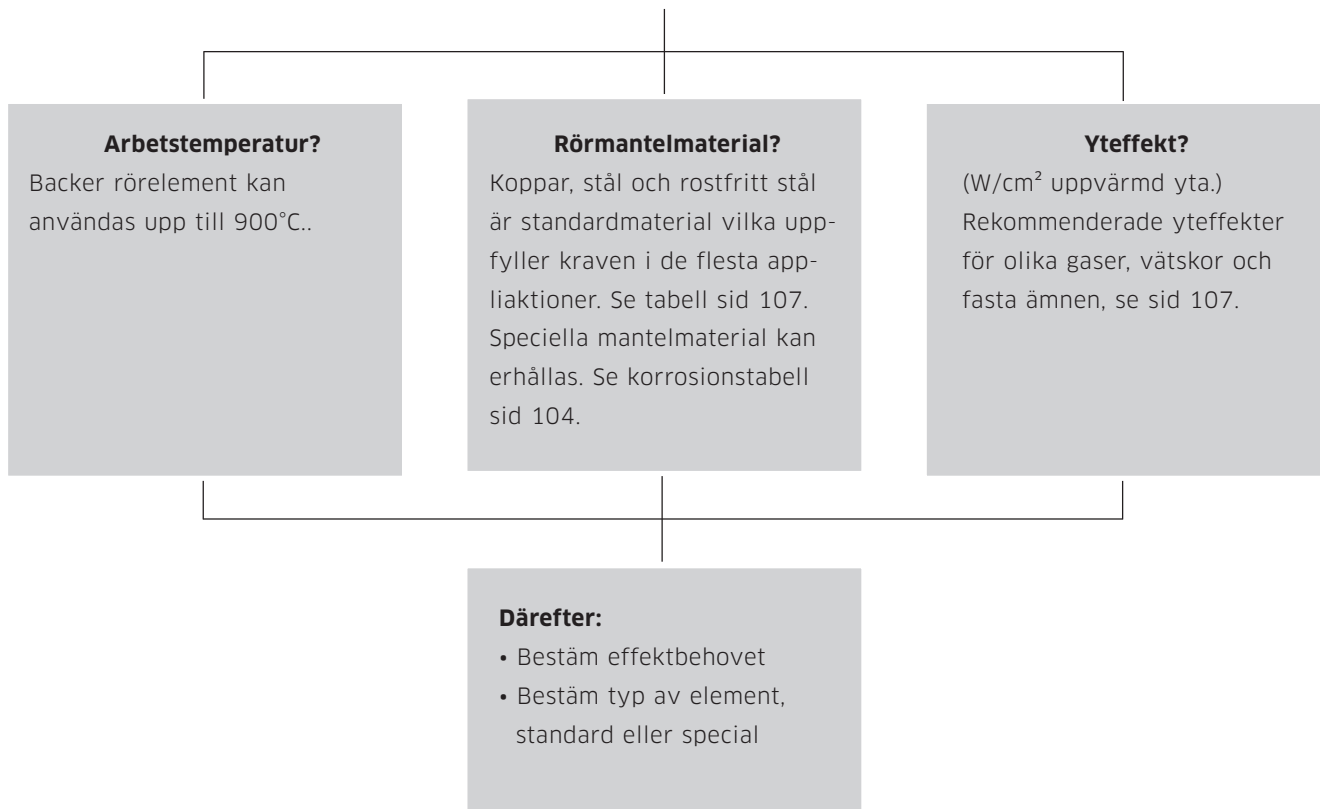 Arbetstemperatur?
Backer rörelement kan
användas upp till 900°C..
Rörmantelmaterial?
Koppar, stål och rostfritt stål
är standardmaterial vilka upp-
fyller kraven i de flesta app-
liaktioner. Se tabell sid 107.
Speciella mantelmaterial kan
erhållas. Se korrosionstabell
sid 104.
Yteffekt?
(W/cm² uppvärmd yta.)
Rekommenderade yteffekter
för olika gaser, vätskor och
fasta ämnen, se sid 107.
Därefter:
• Bestäm effektbehovet
• Bestäm typ av element,
standard eller special